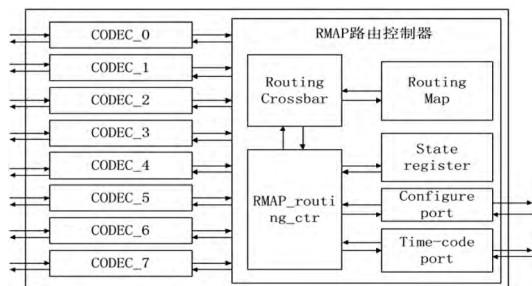 RMAP路由控制器
CODEC_0
CODEC_1
CODEC_2
CODEC_3
CODEC_4
CODEC_5
CODEC_6
CODEC_7
Routing
Crossbar
Routing
Map
RMAP_routi
ng_ctr
State
register
Configure
port
Time-code
port